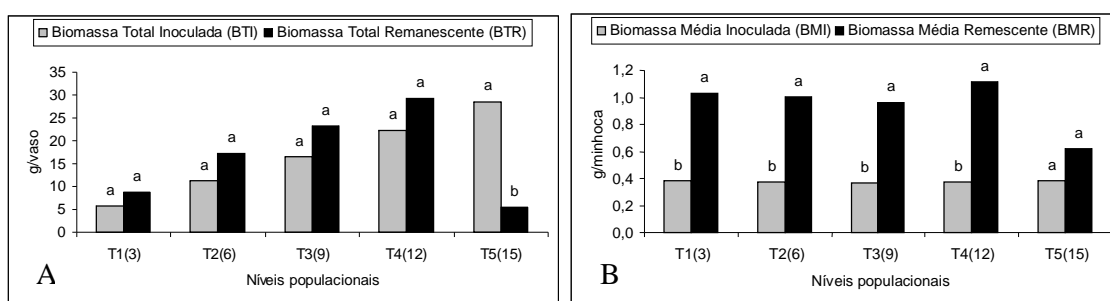 Biomassa Total Inoculada (BTI) Biomassa Total Remanescente (BTR)
g/vaso
35
30
25
20
15
10
5
0
a a a a a a a a a b
T1(3) T2(6) T3(9) T4(12) T5(15)
Níveis populacionais
A
Biomassa Média Inoculada (BMI) Biomassa Média Remescente (BMR)
g/minhoca
1,2
1,0
0,8
0,6
0,4
0,2
0,0
b a b a b a b a a a
T1(3) T2(6) T3(9) T4(12) T5(15)
Níveis populacionais
B